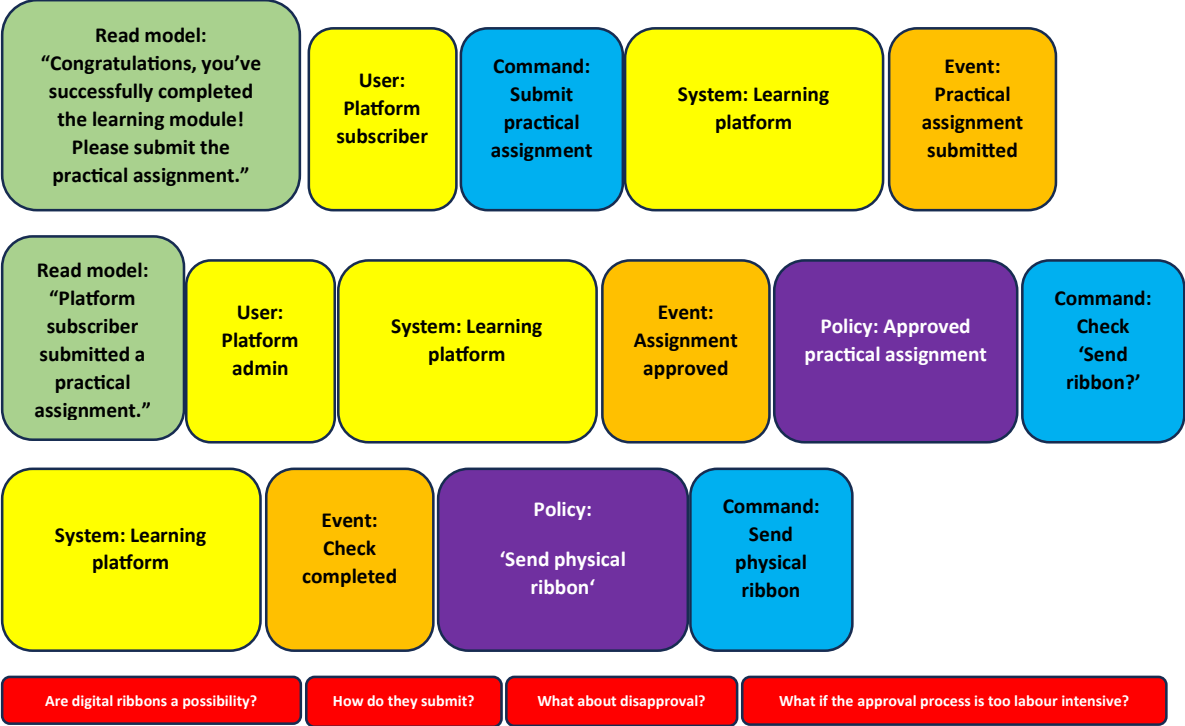 Read model:
“Congratulations, you’ve
successfully completed
the learning module!
Please submit the
practical assignment.”
User:
Platform
subscriber
Command:
Submit
practical
assignment
System: Learning
platform
Event:
Practical
assignment
submitted
Read model:
“Platform
subscriber
submitted a
practical
assignment.”
User:
Platform
admin
System: Learning
platform
Event:
Assignment
approved
Policy: Approved
practical assignment
Command:
Check
‘Send
ribbon?’
System: Learning
platform
Event:
Check
completed
Policy:
‘Send physical
ribbon‘
Command:
Send
physical
ribbon
Are digital ribbons a possibility?
How do they submit?
What about disapproval?
What if the approval process is too labour intensive?